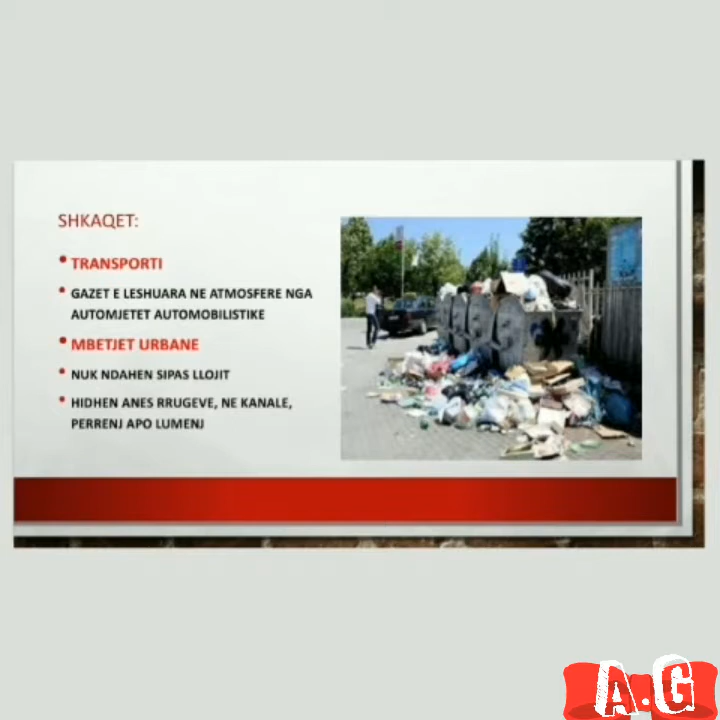 SHKAQET:
TRANSPORTI
GAZET E LESHUARA NE ATMOSFERE NGA
AUTOMJETET AUTOMOBILISTIKE
MBETJET URBANE
NUK NDAHEN SIPAS LLOJIT
HIDHEN ANES RRUGEVE, NE KANALE,
PERRENJ APO LUMENJ
A.G